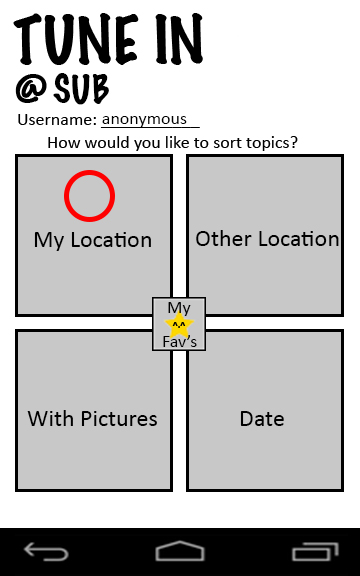 TUNE IN
@ SUB
Username: anonymous
How would you like to sort topics?
My Location
Other Location
My
Fav's
With Pictures
Date